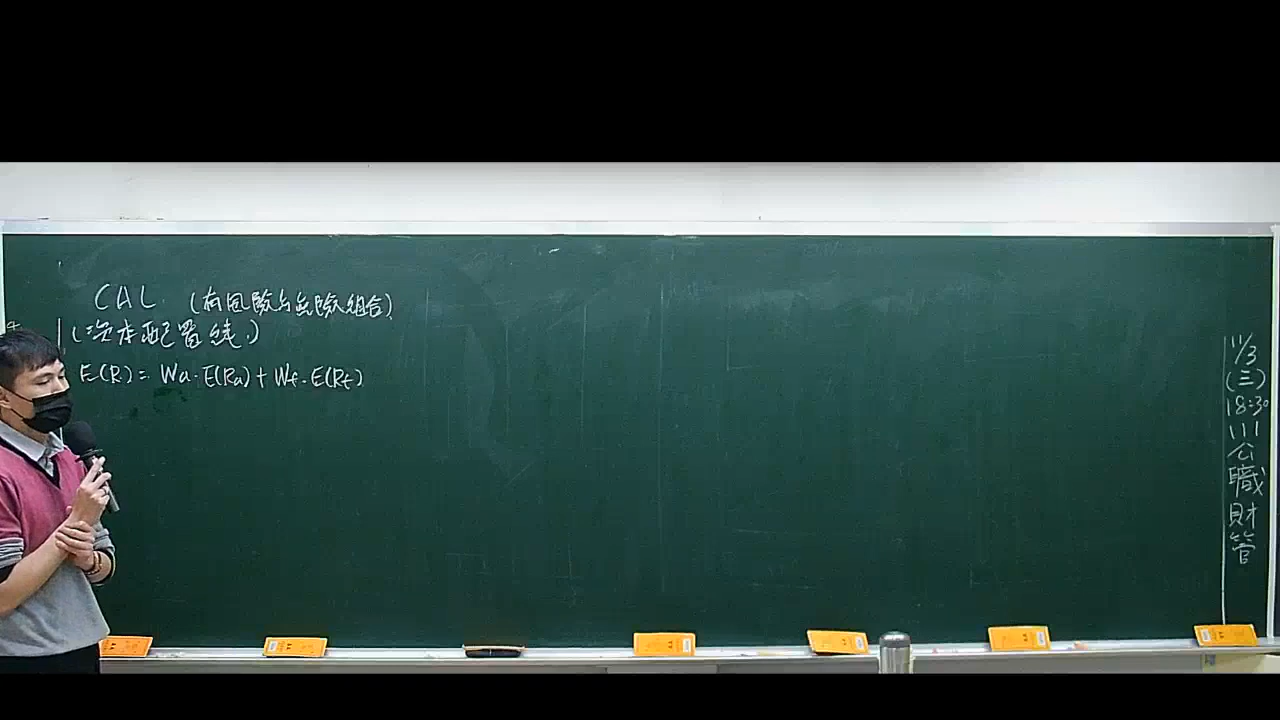 CAL (有風險與無險組合)
(資本配置線)
E(R) = Wa·E(Ra) + Wf·E(Rf)
11/3
(三)
18:30
111
公
職
財
管